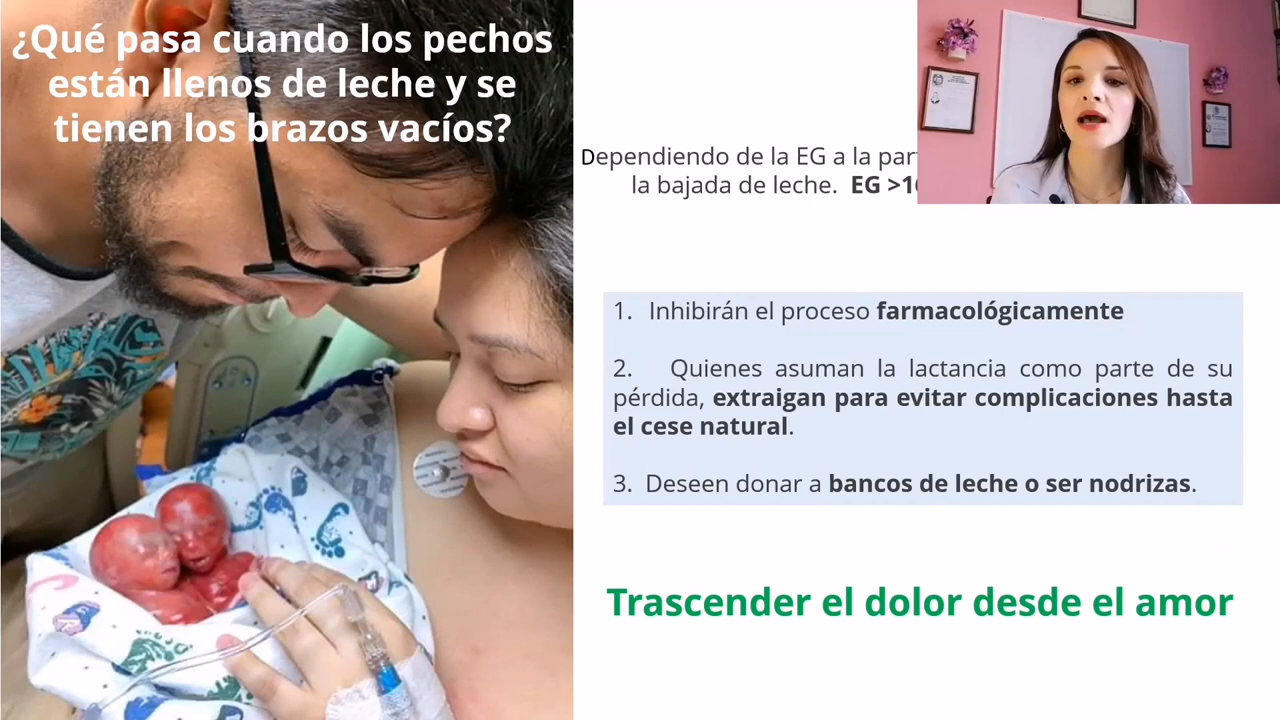 ¿Qué pasa cuando los pechos
están llenos de leche y se
tienen los brazos vacíos?
Dependiendo de la EG a la
la bajada de leche. EG
1. Inhibirán el proceso farmacológicamente
2. Quienes asuman la lactancia como parte de su
pérdida, extraigan para evitar complicaciones hasta
el cese natural.
3. Deseen donar a bancos de leche o ser nodrizas.
Trascender el dolor desde el amor